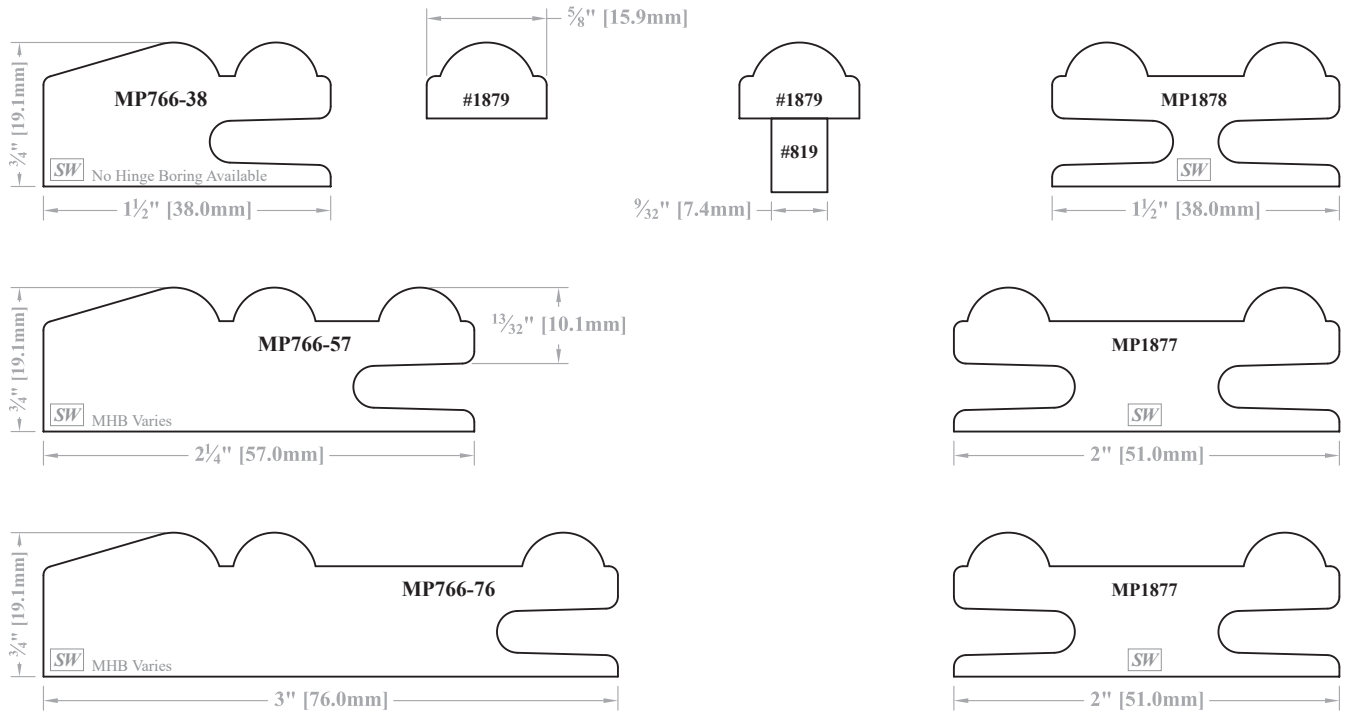 ⅝" [15.9mm]
¾" [19.1mm]
MP766-38
#1879
#1879
MP1878
#819
SW No Hinge Boring Available
SW
1½" [38.0mm]
9⁄32" [7.4mm]
1½" [38.0mm]
¾" [19.1mm]
13⁄32" [10.1mm]
MP766-57
MP1877
SW MHB Varies
SW
2¼" [57.0mm]
2" [51.0mm]
¾" [19.1mm]
MP766-76
MP1877
SW MHB Varies
SW
3" [76.0mm]
2" [51.0mm]